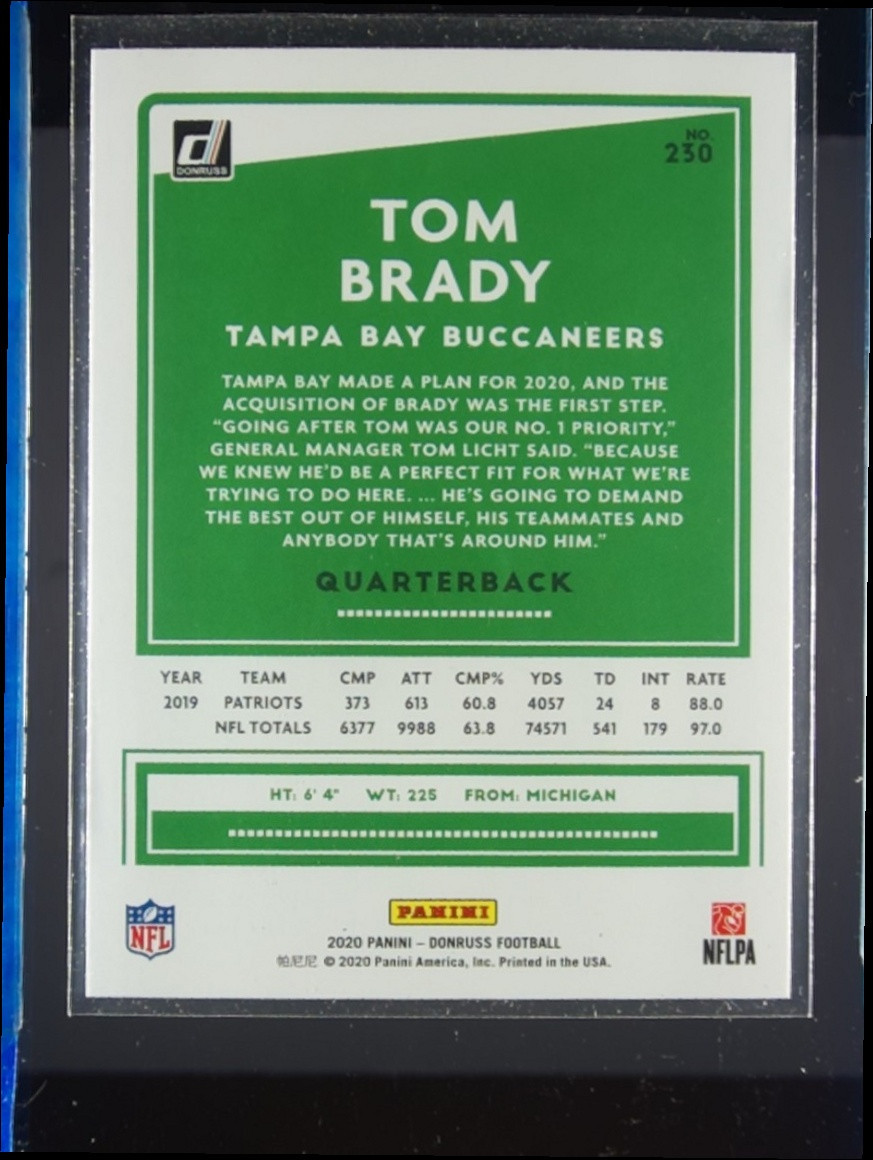 DONRUSS
NO.
230
TOM
BRADY
TAMPA BAY BUCCANEERS
TAMPA BAY MADE A PLAN FOR 2020, AND THE
ACQUISITION OF BRADY WAS THE FIRST STEP.
"GOING AFTER TOM WAS OUR NO. 1 PRIORITY,"
GENERAL MANAGER TOM LICHT SAID. "BECAUSE
WE KNEW HE'D BE A PERFECT FIT FOR WHAT WE'RE
TRYING TO DO HERE. ... HE'S GOING TO DEMAND
THE BEST OUT OF HIMSELF, HIS TEAMMATES AND
ANYBODY THAT'S AROUND HIM."
QUARTERBACK
YEAR TEAM CMP ATT CMP% YDS TD INT RATE
2019 PATRIOTS 373 613 60.8 4057 24 8 88.0
NFL TOTALS 6377 9988 63.8 74571 541 179 97.0
HT: 6' 4" WT: 225 FROM: MICHIGAN
NFL
PANINI
NFLPA
2020 PANINI – DONRUSS FOOTBALL
帕尼尼 © 2020 Panini America, Inc. Printed in the USA.